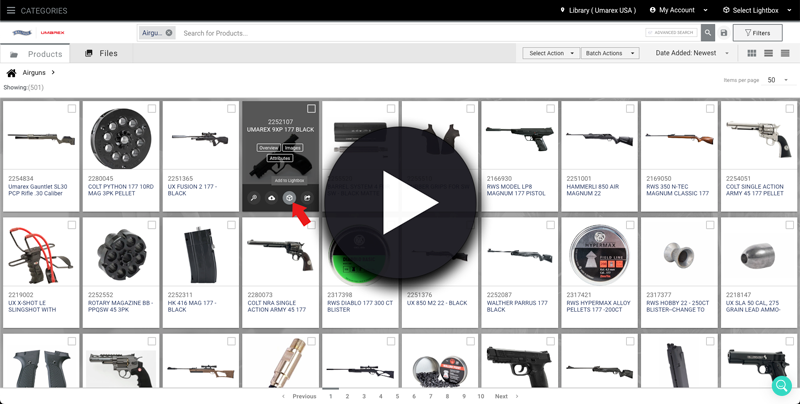 CATEGORIES
Library ( Umarex USA )
My Account
Select Lightbox
UMAREX
Airgu...
Search for Products...
ADVANCED SEARCH
Filters
Products
Files
Select Action
Batch Actions
Date Added: Newest
Airguns
Showing:(501)
Items per page
50
2254834
Umarex Gauntlet SL30
PCP Rifle .30 Caliber
2280045
COLT PYTHON 177 10RD
MAG 3PK PELLET
2251365
UX FUSION 2 177 -
BLACK
2252107
UMAREX 9XP 177 BLACK
Overview
Images
Attributes
Add to Lightbox
2166930
RWS MODEL LP8
MAGNUM 177 PISTOL
2251001
HAMMERLI 850 AIR
MAGNUM 22
2169050
RWS 350 N-TEC
MAGNUM CLASSIC 177
2254051
COLT SINGLE ACTION
ARMY 45 177 PELLET
2219002
UX X-SHOT LE
SLINGSHOT WITH
2252552
ROTARY MAGAZINE BB -
PPQSW 45 3PK
2252311
HK 416 MAG 177 -
BLACK
2280073
COLT NRA SINGLE
ACTION ARMY 45 177
2317398
RWS DIABLO 177 300 CT
BLISTER
2251376
UX 850 M2 22 - BLACK
2252087
WALTHER PARRUS 177
BLACK
HYPERMAX
FIELD LINE
2317421
RWS HYPERMAX ALLOY
PELLETS 177 -200CT
2317377
RWS HOBBY 22 - 250CT
BLISTER-CHANGE TO
2218147
UX SLA 50 CAL, 275
GRAIN LEAD AMMO-
Previous
1
2
3
4
5
6
7
8
9
10
Next